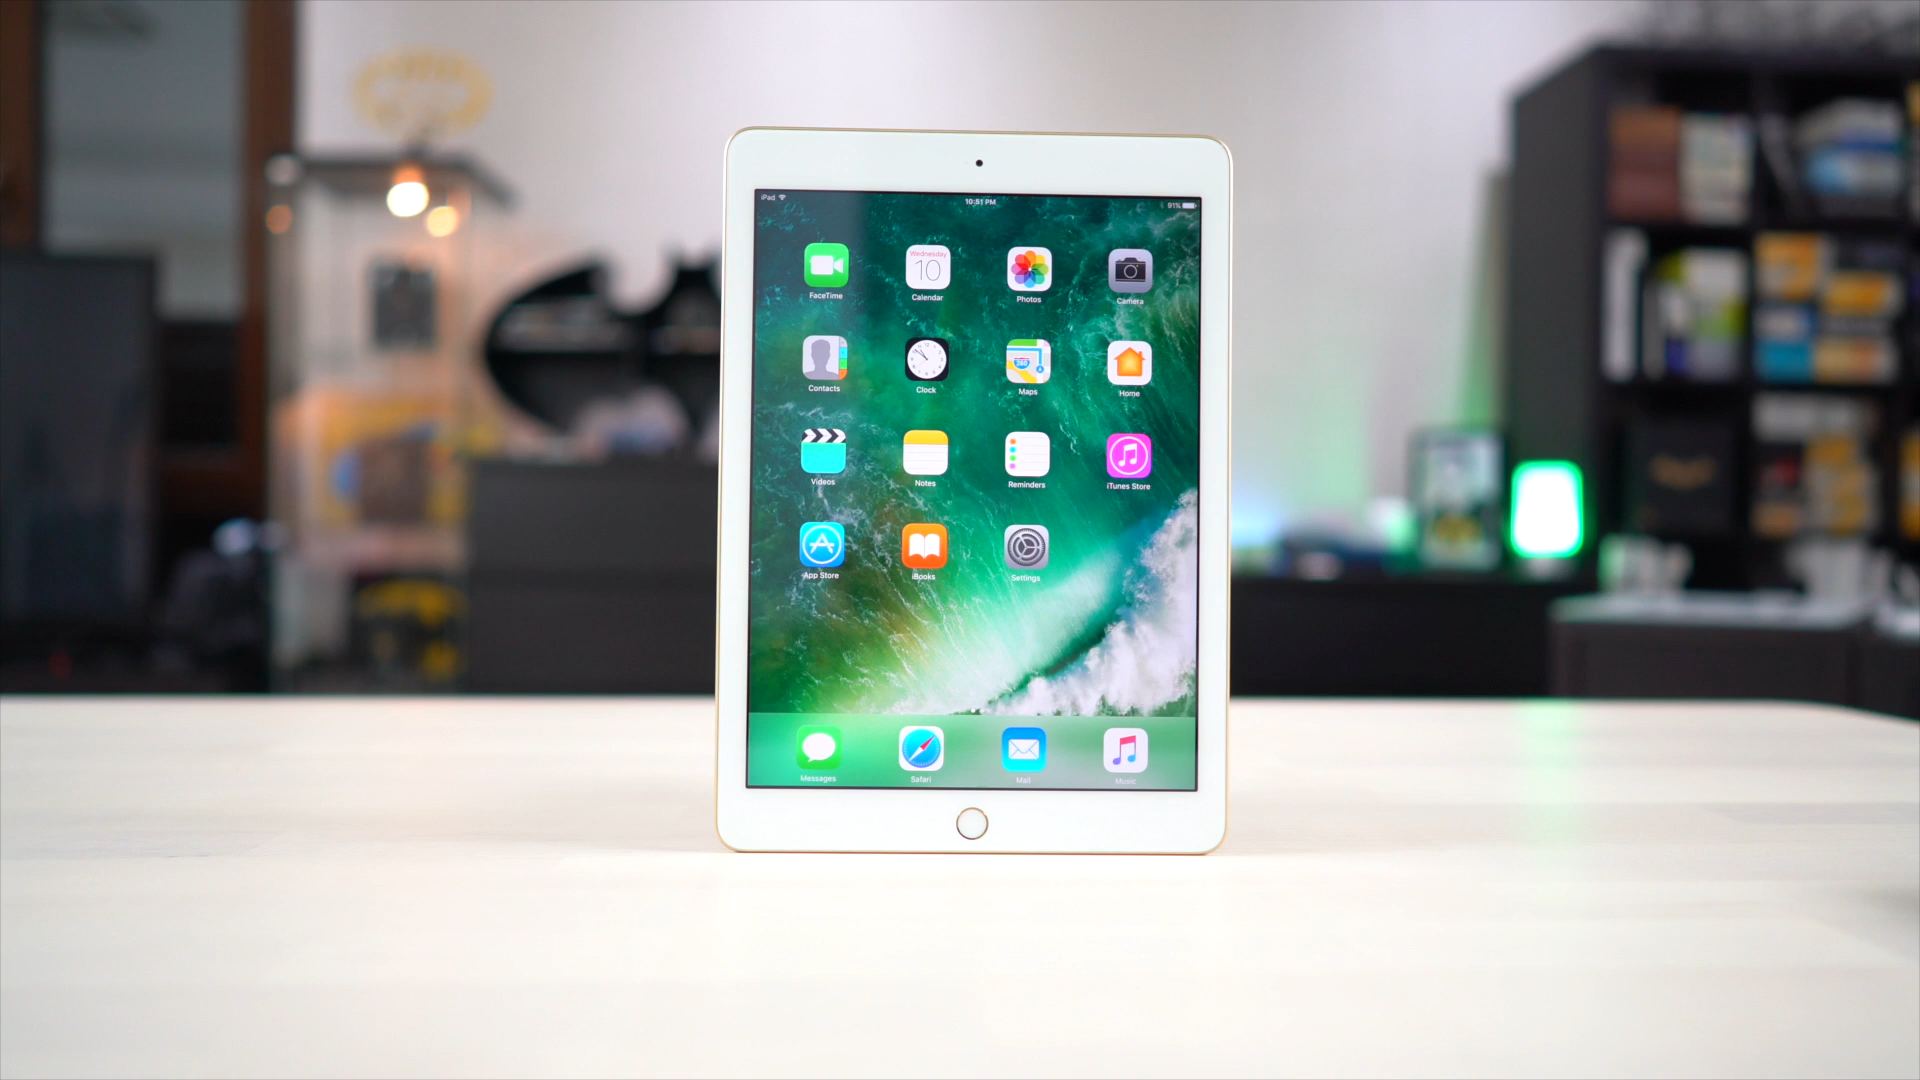 iPad 10:51 PM 91%
Wednesday
10
FaceTime Calendar Photos Camera
280
Contacts Clock Maps Home
Videos Notes Reminders iTunes Store
App Store iBooks Settings
Messages Safari Mail Music